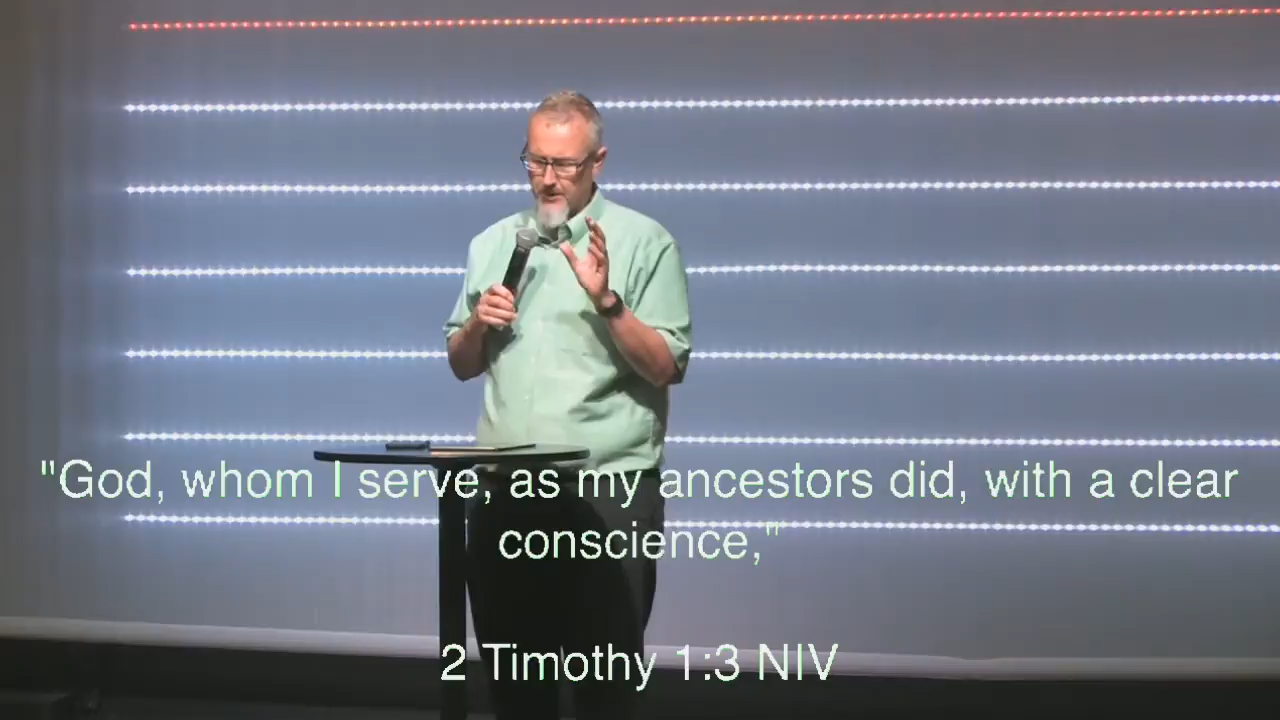 "God, whom I serve, as my ancestors did, with a clear
conscience,"
2 Timothy 1:3 NIV